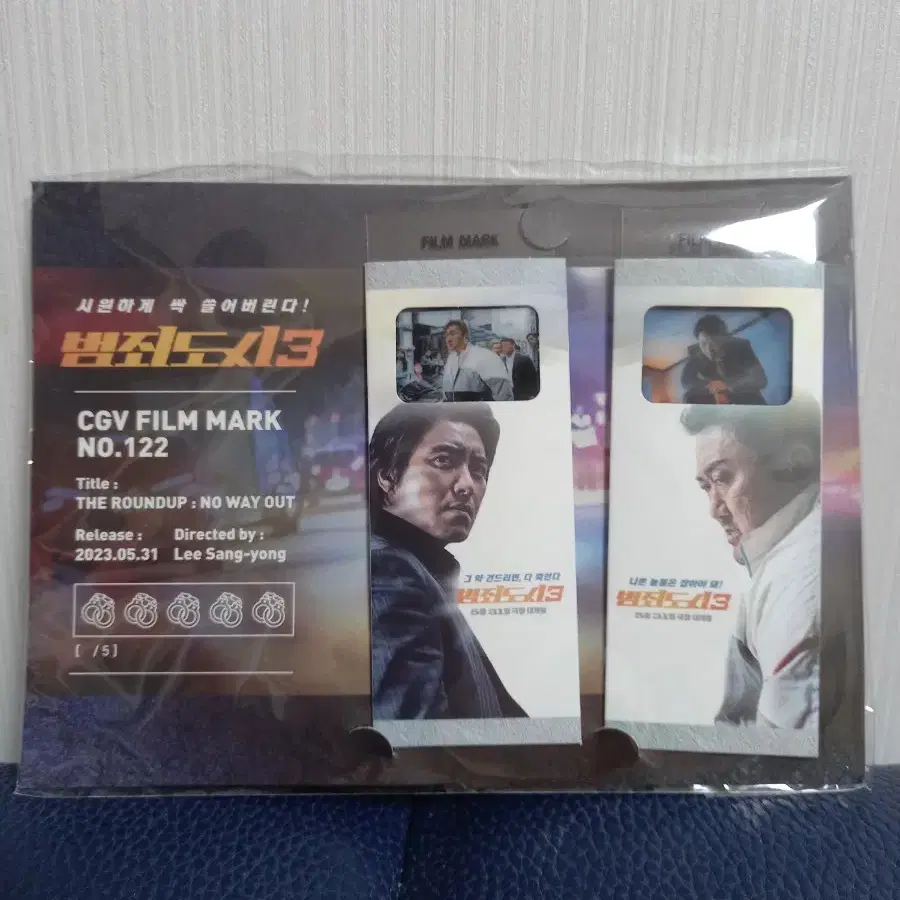 시원하게 싹 쓸어버린다!
범죄도시3
CGV FILM MARK
NO.122
Title :
THE ROUNDUP : NO WAY OUT
Release :
2023.05.31
Directed by :
Lee Sang-yong
[ /5]
FILM MARK
그 약 건드리면, 다 죽인다
범죄도시3
FIL
나쁜 놈들은 잡아야 돼!
범죄도시3